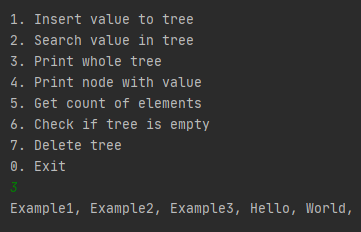 1. Insert value to tree
2. Search value in tree
3. Print whole tree
4. Print node with value
5. Get count of elements
6. Check if tree is empty
7. Delete tree
0. Exit
3
Example1, Example2, Example3, Hello, World,